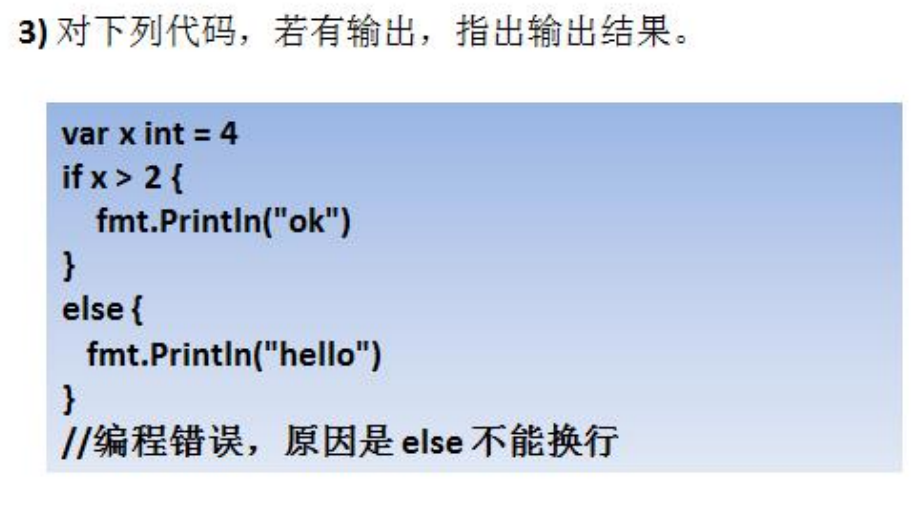 3) 对下列代码，若有输出，指出输出结果。
var x int = 4
if x > 2 {
fmt.Println("ok")
}
else {
fmt.Println("hello")
}
//编程错误，原因是 else 不能换行